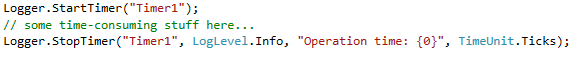 Logger.StartTimer("Timer1");
// some time-consuming stuff here...
Logger.StopTimer("Timer1", LogLevel.Info, "Operation time: {0}", TimeUnit.Ticks);